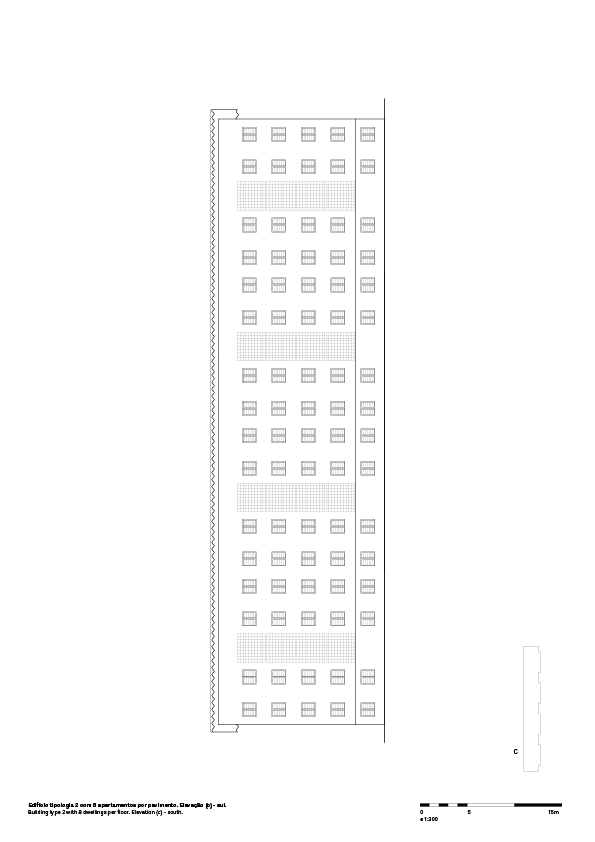 C
Edifício tipologia 2 com 8 apartamentos por pavimento. Elevação (b) - sul.
Building type 2 with 8 dwellings per floor. Elevation (c) - south.
0 5 15m
e 1:300